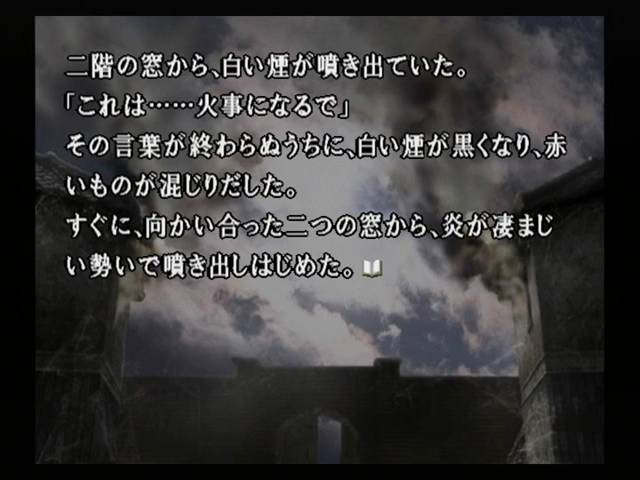 二階の窓から、白い煙が噴き出ていた。
「これは……火事になるで」
その言葉が終わらぬうちに、白い煙が黒くなり、赤
いものが混じりだした。
すぐに、向かい合った二つの窓から、炎が凄まじ
い勢いで噴き出しはじめた。